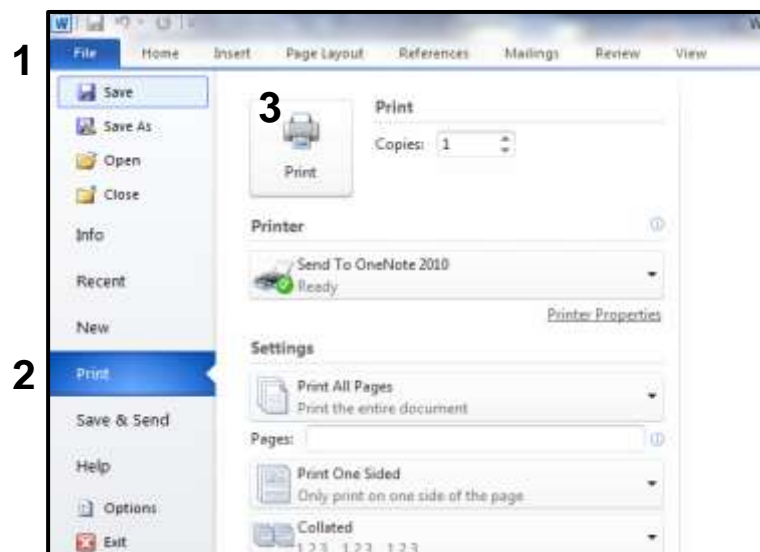 W
W
1
File Home Insert Page Layout References Mailings Review View
Save
Save As
Open
Close
Info
Recent
New
2
Print
Save & Send
Help
Options
Exit
3
Print
Print
Copies: 1
Printer
Send To OneNote 2010
Ready
Printer Properties
Settings
Print All Pages
Print the entire document
Pages:
Print One Sided
Only print on one side of the page
Collated
1,2,3 1,2,3 1,2,3